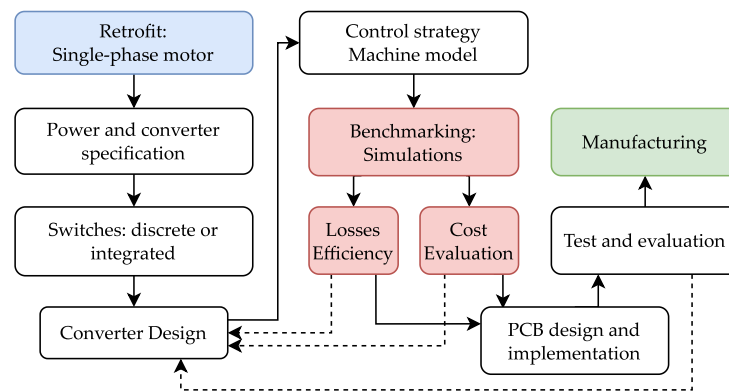 Retrofit:
Single-phase motor
Power and converter
specification
Switches: discrete or
integrated
Converter Design
Control strategy
Machine model
Benchmarking:
Simulations
Losses
Efficiency
Cost
Evaluation
PCB design and
implementation
Test and evaluation
Manufacturing